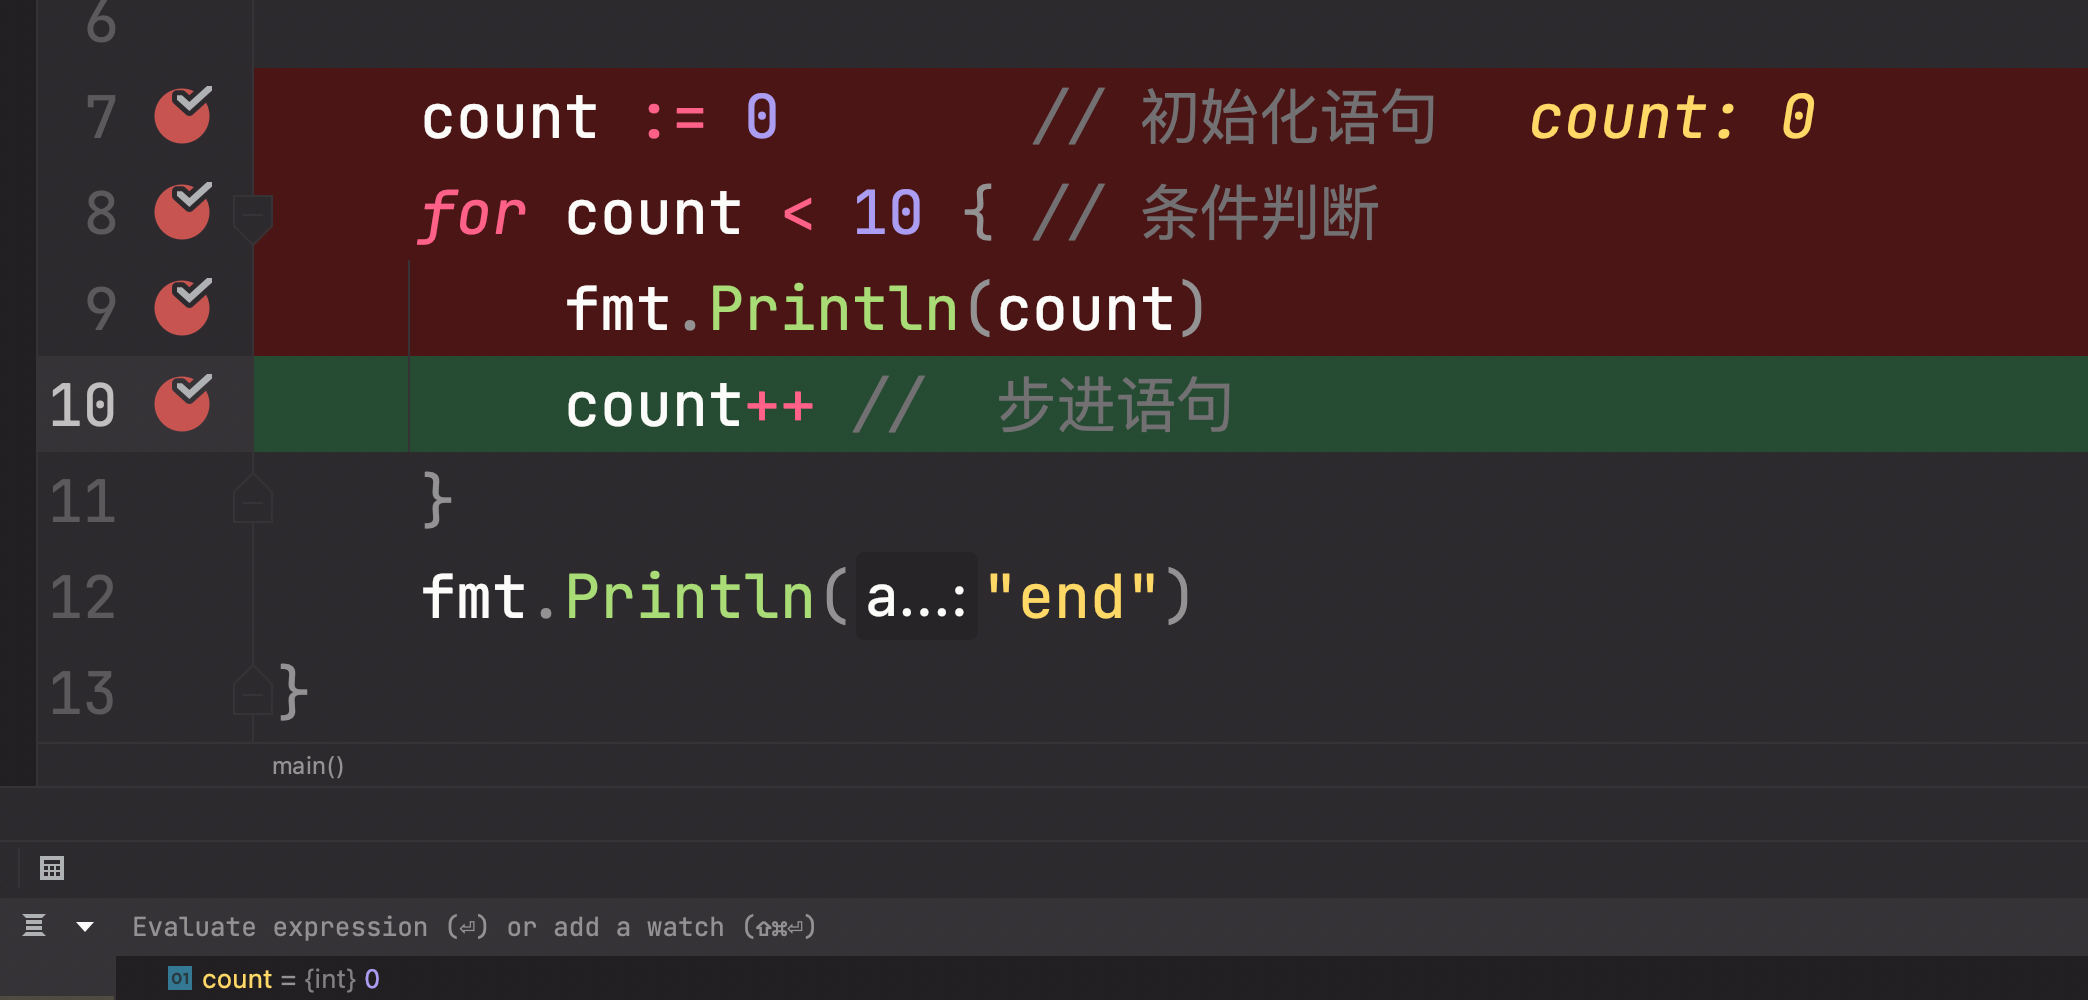 6
7 count := 0 // 初始化语句 count: 0
8 for count < 10 { // 条件判断
9 fmt.Println(count)
10 count++ // 步进语句
11 }
12 fmt.Println(a...:"end")
13 }
main()
Evaluate expression (⏎) or add a watch (⇧⌘⏎)
01 count = {int} 0